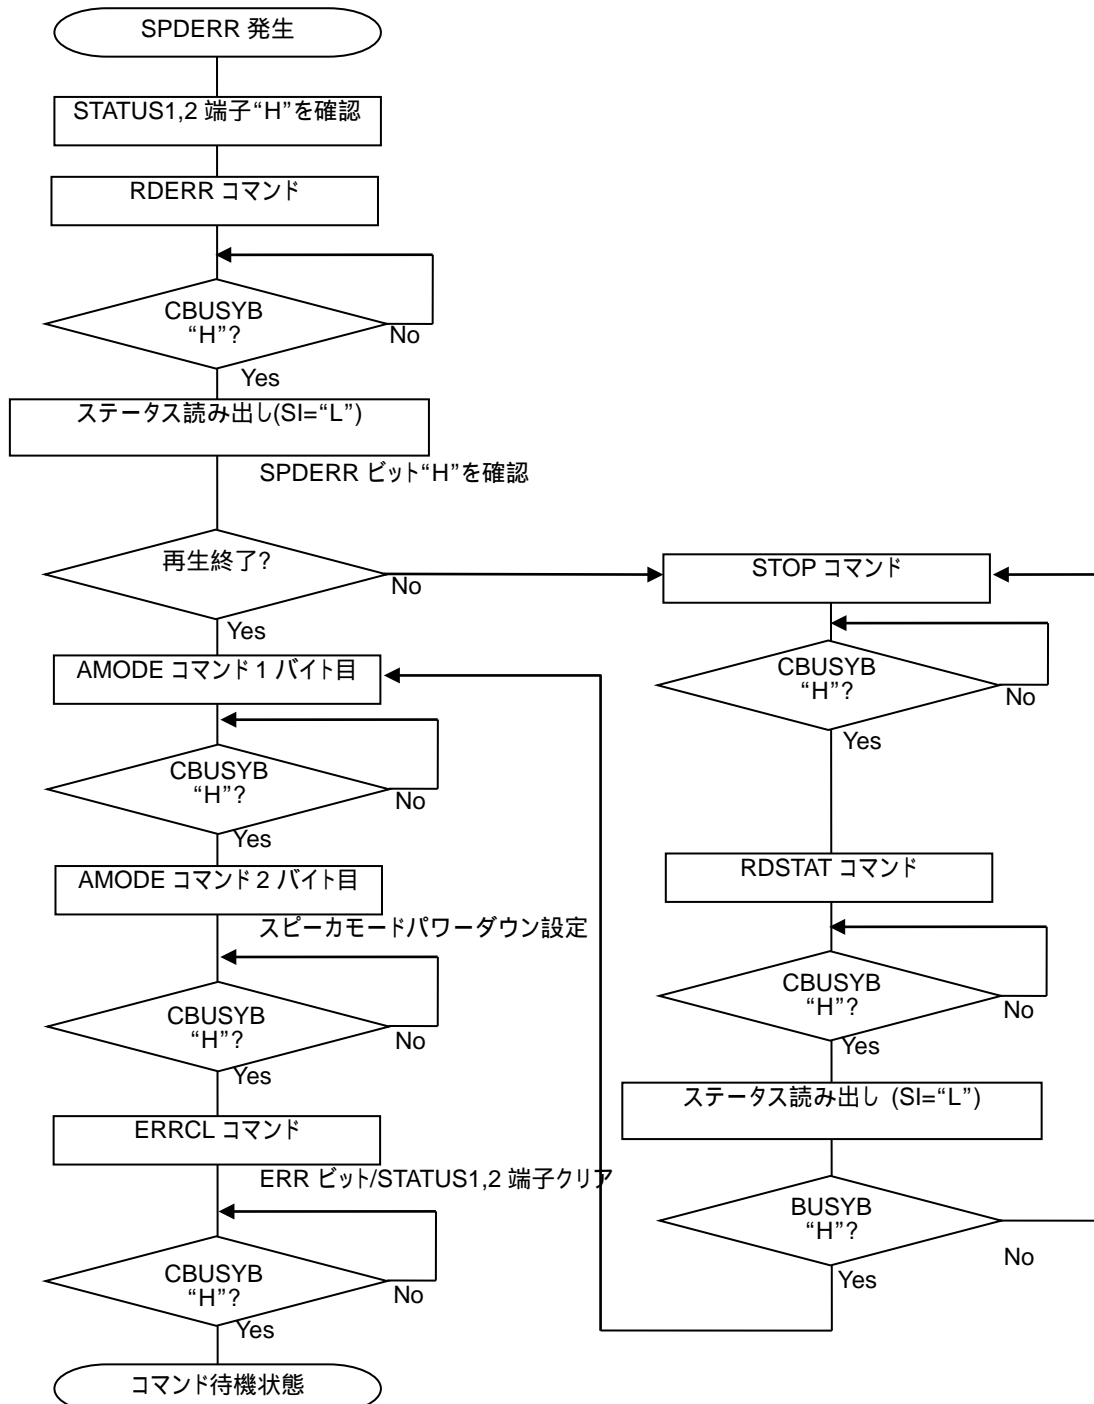 SPDERR 発生
STATUS1,2 端子“H”を確認
RDERR コマンド
CBUSYB
“H”?
No
Yes
ステータス読み出し(SI=“L”)
SPDERR ビット“H”を確認
再生終了?
No
Yes
AMODE コマンド 1 バイト目
CBUSYB
“H”?
No
Yes
AMODE コマンド 2 バイト目
スピーカモードパワーダウン設定
CBUSYB
“H”?
No
Yes
ERRCL コマンド
ERR ビット/STATUS1,2 端子クリア
CBUSYB
“H”?
No
Yes
コマンド待機状態
STOP コマンド
CBUSYB
“H”?
No
Yes
RDSTAT コマンド
CBUSYB
“H”?
No
Yes
ステータス読み出し (SI=“L”)
BUSYB
“H”?
No
Yes